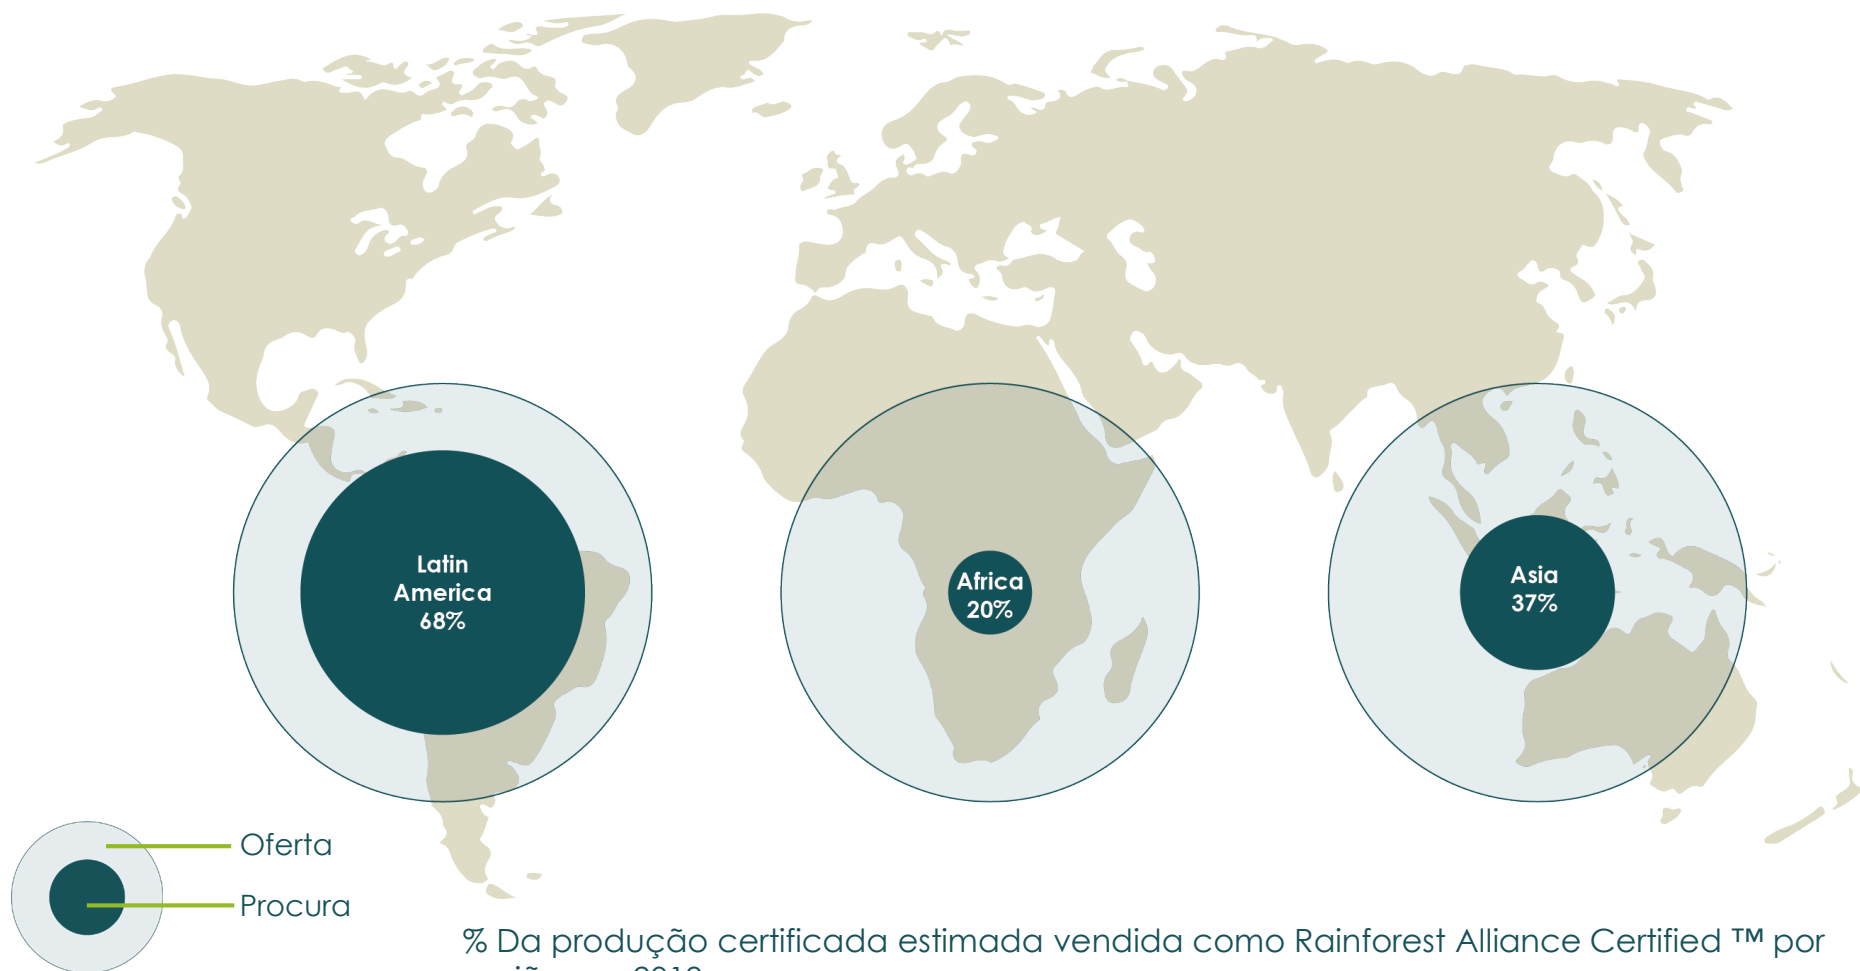 Latin
America
68%
Africa
20%
Asia
37%
Oferta
Procura
% Da produção certificada estimada vendida como Rainforest Alliance Certified ™ por